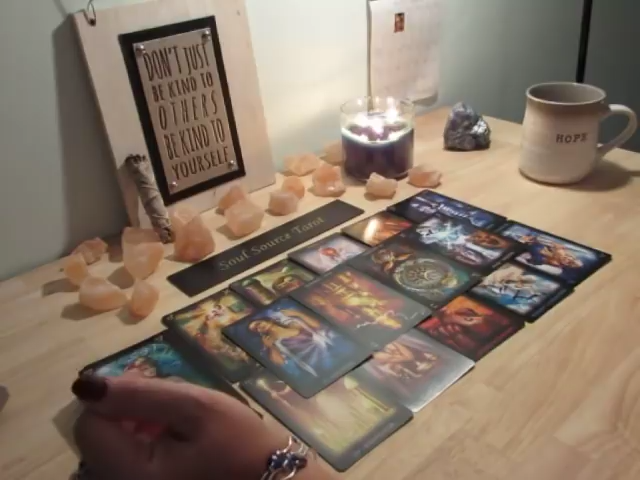 DON'T JUST
BE KIND TO
OTHERS
BE KIND TO
YOURSELF
HOPE
Soul Source Tarot